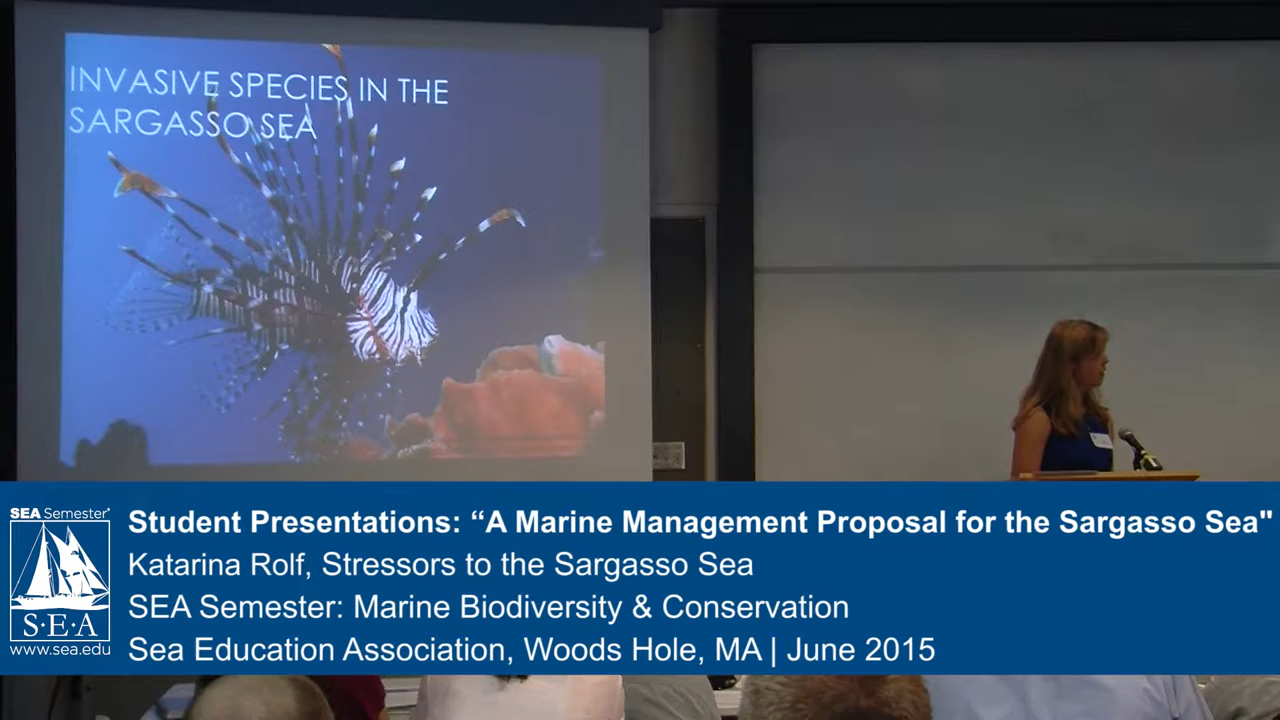 INVASIVE SPECIES IN THE
SARGASSO SEA
SEA Semester®
S·E·A
www.sea.edu
Student Presentations: “A Marine Management Proposal for the Sargasso Sea"
Katarina Rolf, Stressors to the Sargasso Sea
SEA Semester: Marine Biodiversity & Conservation
Sea Education Association, Woods Hole, MA | June 2015